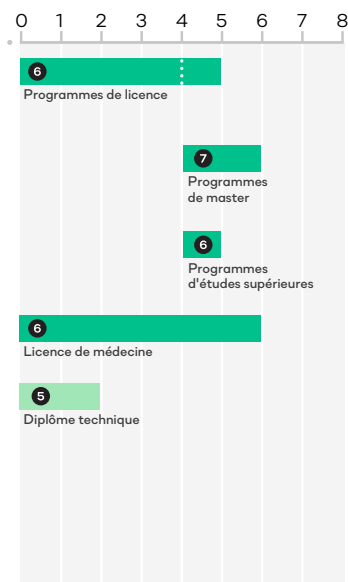 0 1 2 3 4 5 6 7 8
6
Programmes de licence
7
Programmes
de master
6
Programmes
d'études supérieures
6
Licence de médecine
5
Diplôme technique